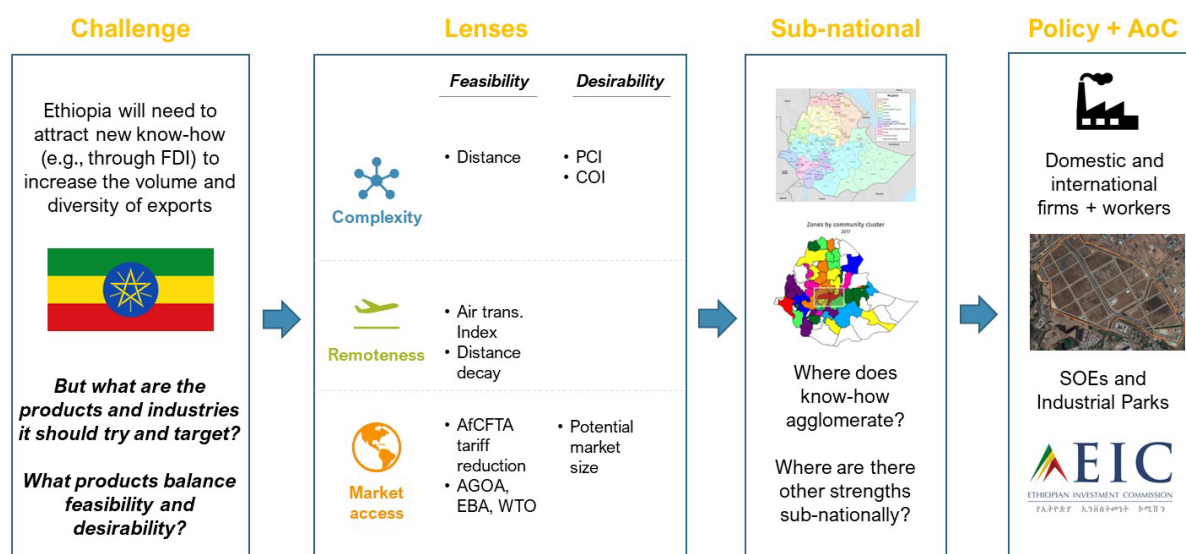 Challenge
Ethiopia will need to
attract new know-how
(e.g., through FDI) to
increase the volume and
diversity of exports
But what are the
products and industries
it should try and target?
What products balance
feasibility and
desirability?
Lenses
Feasibility
Desirability
Complexity
• Distance
• PCI
• COI
Remoteness
• Air trans.
Index
• Distance
decay
Market
access
• AfCFTA
tariff
reduction
• AGOA,
EBA, WTO
• Potential
market
size
Sub-national
Zones by community cluster
2017
Where does
know-how
agglomerate?
Where are there
other strengths
sub-nationally?
Policy + AoC
Domestic and
international
firms + workers
SOEs and
Industrial Parks
EIC
ETHIOPIAN INVESTMENT COMMISSION
የኢትዮጵያ ኢንቨስትመንት ኮሚሽን